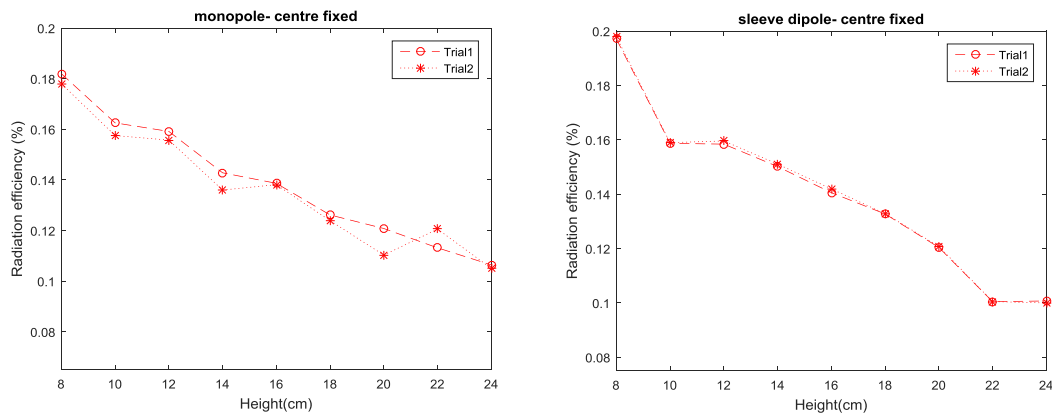 monopole- centre fixed
0.2
0.18
0.16
0.14
0.12
0.1
0.08
Radiation efficiency (%)
8 10 12 14 16 18 20 22 24
Height(cm)
Trial1
Trial2
sleeve dipole- centre fixed
0.2
0.18
0.16
0.14
0.12
0.1
0.08
Radiation efficiency (%)
8 10 12 14 16 18 20 22 24
Height(cm)
Trial1
Trial2